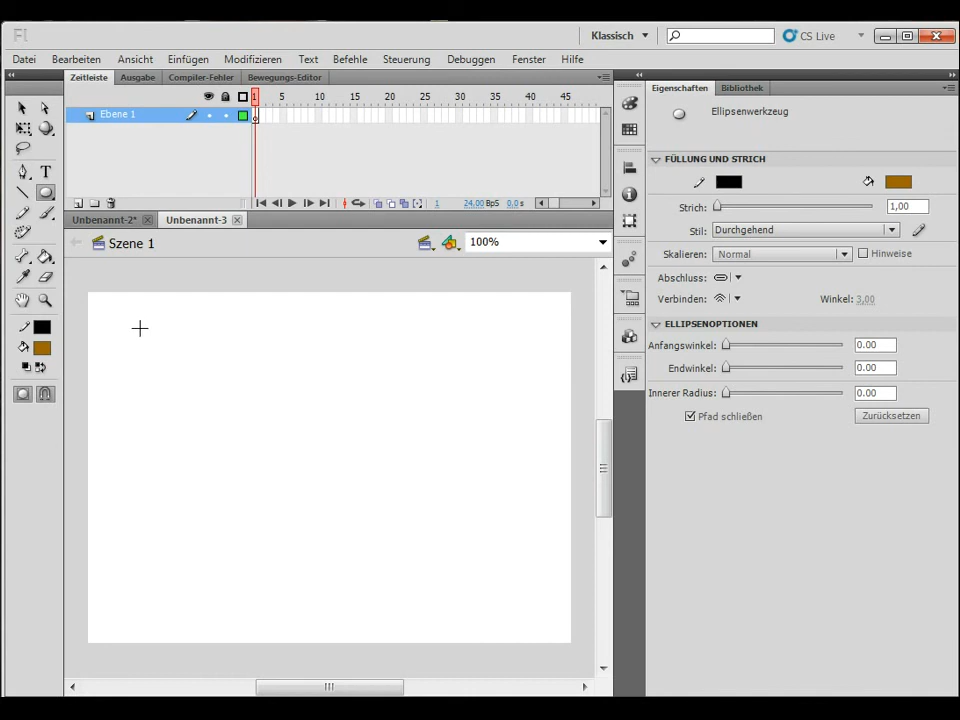 Fl
Klassisch
CS Live
Datei Bearbeiten Ansicht Einfügen Modifizieren Text Befehle Steuerung Debuggen Fenster Hilfe
Zeitleiste Ausgabe Compiler-Fehler Bewegungs-Editor
Eigenschaften Bibliothek
1 5 10 15 20 25 30 35 40 45
Ebene 1
Ellipsenwerkzeug
FÜLLUNG UND STRICH
1 24.00 BpS 0.0 s
Strich: 1,00
Unbenannt-2* Unbenannt-3
Stil: Durchgehend
Szene 1 100%
Skalieren: Normal Hinweise
Abschluss:
Verbinden: Winkel: 3,00
ELLIPSENOPTIONEN
Anfangswinkel: 0.00
Endwinkel: 0.00
Innerer Radius: 0.00
Pfad schließen Zurücksetzen